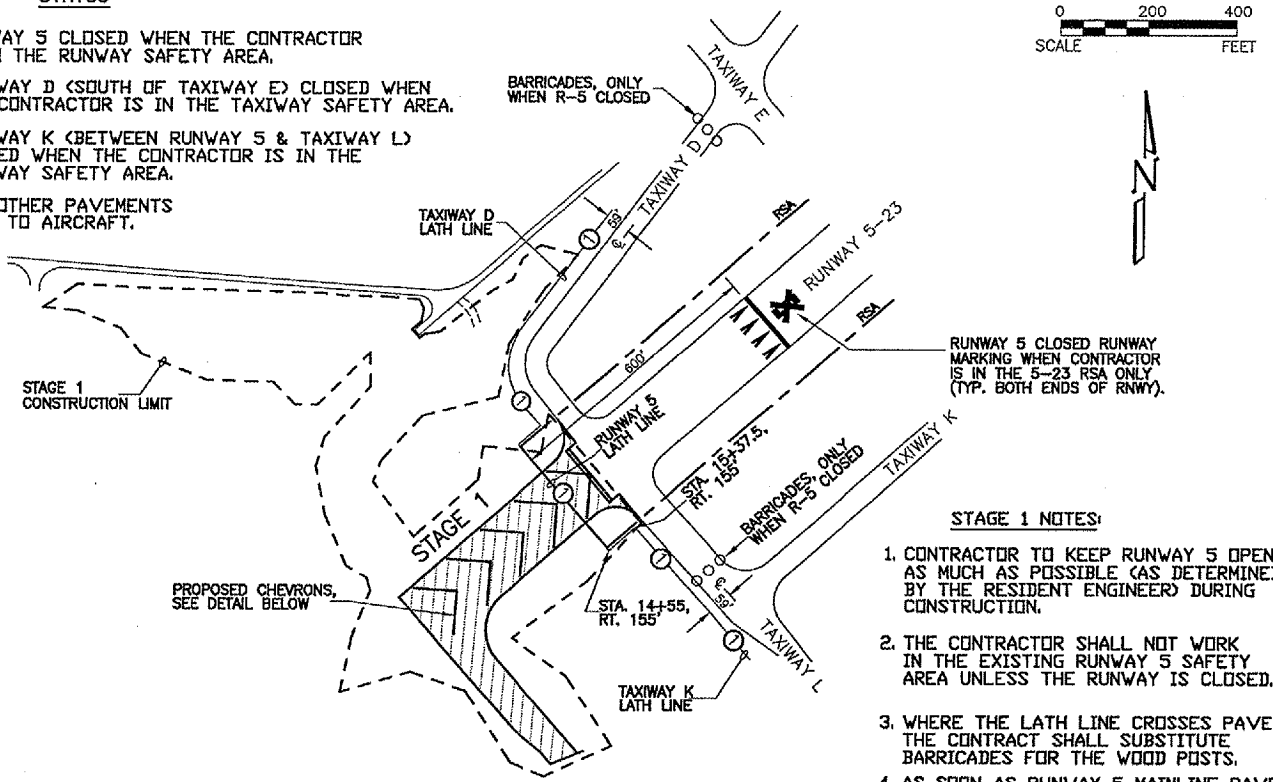 STATUS
WAY 5 CLOSED WHEN THE CONTRACTOR
THE RUNWAY SAFETY AREA.
WAY D (SOUTH OF TAXIWAY E) CLOSED WHEN
CONTRACTOR IS IN THE TAXIWAY SAFETY AREA.
WAY K (BETWEEN RUNWAY 5 & TAXIWAY L)
ED WHEN THE CONTRACTOR IS IN THE
WAY SAFETY AREA.
OTHER PAVEMENTS
TO AIRCRAFT.
0 200 400
SCALE FEET
N
BARRICADES, ONLY
WHEN R-5 CLOSED
TAXIWAY E
TAXIWAY D
TAXIWAY D
LATH LINE
59'
℄
1
RSA
RUNWAY 5-23
RSA
600'
RUNWAY 5 CLOSED RUNWAY
MARKING WHEN CONTRACTOR
IS IN THE 5-23 RSA ONLY
(TYP. BOTH ENDS OF RNWY).
STAGE 1
CONSTRUCTION LIMIT
1
RUNWAY 5
LATH LINE
1
STA. 15+37.5,
RT. 155'
TAXIWAY K
BARRICADES, ONLY
WHEN R-5 CLOSED
STAGE 1
PROPOSED CHEVRONS,
SEE DETAIL BELOW
STA. 14+55,
RT. 155'
1
℄
59'
1
TAXIWAY L
TAXIWAY K
LATH LINE
STAGE 1 NOTES:
1. CONTRACTOR TO KEEP RUNWAY 5 OPEN
AS MUCH AS POSSIBLE (AS DETERMINE
BY THE RESIDENT ENGINEER) DURING
CONSTRUCTION.
2. THE CONTRACTOR SHALL NOT WORK
IN THE EXISTING RUNWAY 5 SAFETY
AREA UNLESS THE RUNWAY IS CLOSED.
3. WHERE THE LATH LINE CROSSES PAVE
THE CONTRACT SHALL SUBSTITUTE
BARRICADES FOR THE WOOD POSTS.
4. AS SOON AS RUNWAY 5 MAINLINE PAV